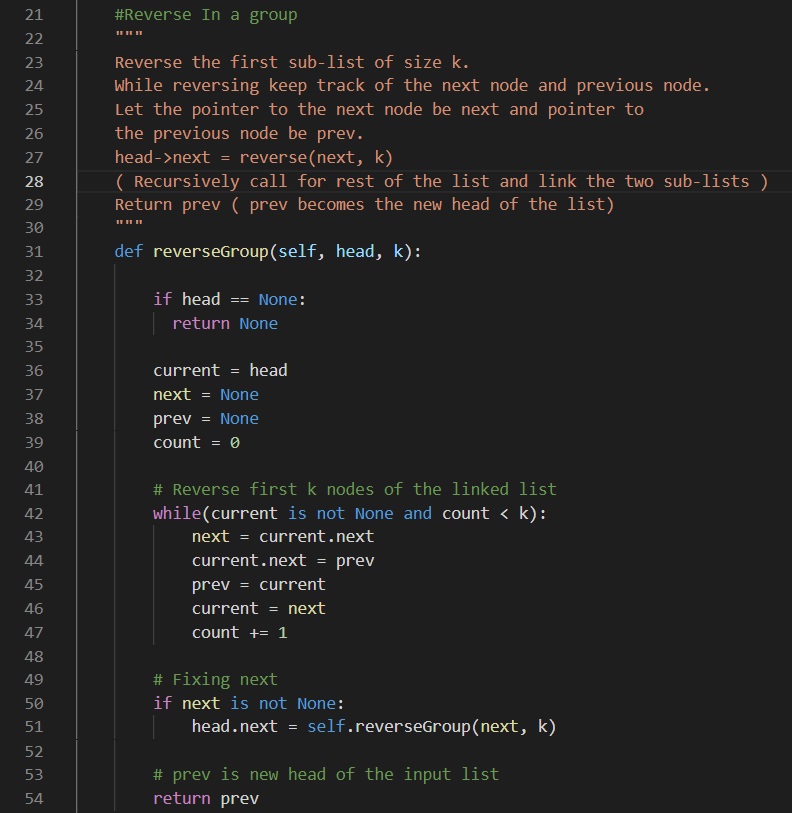 21 #Reverse In a group
22 """
23 Reverse the first sub-list of size k.
24 While reversing keep track of the next node and previous node.
25 Let the pointer to the next node be next and pointer to
26 the previous node be prev.
27 head->next = reverse(next, k)
28 ( Recursively call for rest of the list and link the two sub-lists )
29 Return prev ( prev becomes the new head of the list)
30 """
31 def reverseGroup(self, head, k):
32
33 if head == None:
34 return None
35
36 current = head
37 next = None
38 prev = None
39 count = 0
40
41 # Reverse first k nodes of the linked list
42 while(current is not None and count < k):
43 next = current.next
44 current.next = prev
45 prev = current
46 current = next
47 count += 1
48
49 # Fixing next
50 if next is not None:
51 head.next = self.reverseGroup(next, k)
52
53 # prev is new head of the input list
54 return prev